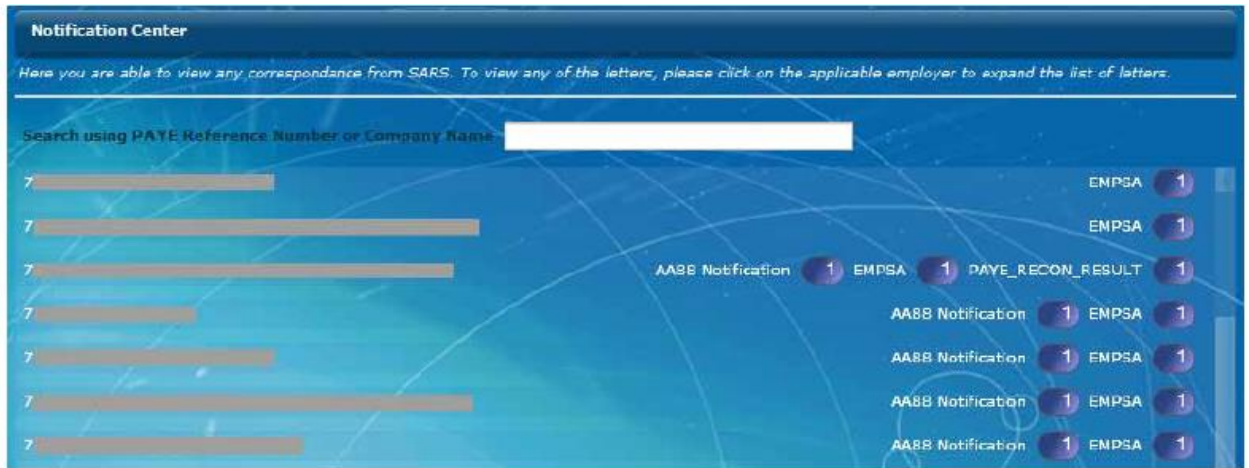 Notification Center
Here you are able to view any correspondance from SARS. To view any of the letters, please click on the applicable employer to expand the list of letters.
Search using PAYE Reference Number or Company Name
7 EMPSA 1
7 EMPSA 1
7 AA88 Notification 1 EMPSA 1 PAYE_RECON_RESULT 1
7 AA88 Notification 1 EMPSA 1
7 AA88 Notification 1 EMPSA 1
7 AA88 Notification 1 EMPSA 1
7 AA88 Notification 1 EMPSA 1